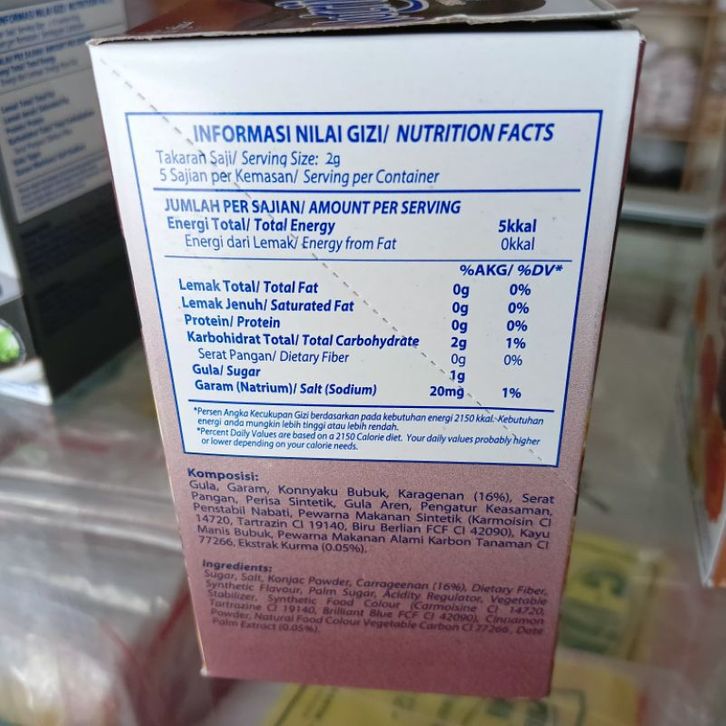 INFORMASI NILAI GIZI/ NUTRITION FACTS
Takaran Saji/ Serving Size: 2g
5 Sajian per Kemasan/ Serving per Container
JUMLAH PER SAJIAN/ AMOUNT PER SERVING
Energi Total/ Total Energy 5kkal
Energi dari Lemak/ Energy from Fat 0kkal
%AKG/ %DV*
Lemak Total/ Total Fat 0g 0%
Lemak Jenuh/ Saturated Fat 0g 0%
Protein/ Protein 0g 0%
Karbohidrat Total/ Total Carbohydrate 2g 1%
Serat Pangan/ Dietary Fiber 0g 0%
Gula/ Sugar 1g
Garam (Natrium)/ Salt (Sodium) 20mg 1%
*Persen Angka Kecukupan Gizi berdasarkan pada kebutuhan energi 2150 kkal. Kebutuhan
energi anda mungkin lebih tinggi atau lebih rendah.
*Percent Daily Values are based on a 2150 Calorie diet. Your daily values probably higher
or lower depending on your calorie needs.
Komposisi:
Gula, Garam, Konnyaku Bubuk, Karagenan (16%), Serat
Pangan, Perisa Sintetik, Gula Aren, Pengatur Keasaman,
Penstabil Nabati, Pewarna Makanan Sintetik (Karmoisin CI
14720, Tartrazin CI 19140, Biru Berlian FCF CI 42090), Kayu
Manis Bubuk, Pewarna Makanan Alami Karbon Tanaman CI
77266, Ekstrak Kurma (0.05%).
Ingredients:
Sugar, Salt, Konjac Powder, Carrageenan (16%), Dietary Fiber,
Synthetic Flavour, Palm Sugar, Acidity Regulator, Vegetable
Stabilizer, Synthetic Food Colour (Carmoisine CI 14720,
Tartrazine CI 19140, Brilliant Blue FCF CI 42090), Cinnamon
Powder, Natural Food Colour Vegetable Carbon CI 77266, Date
Palm Extract (0.05%).